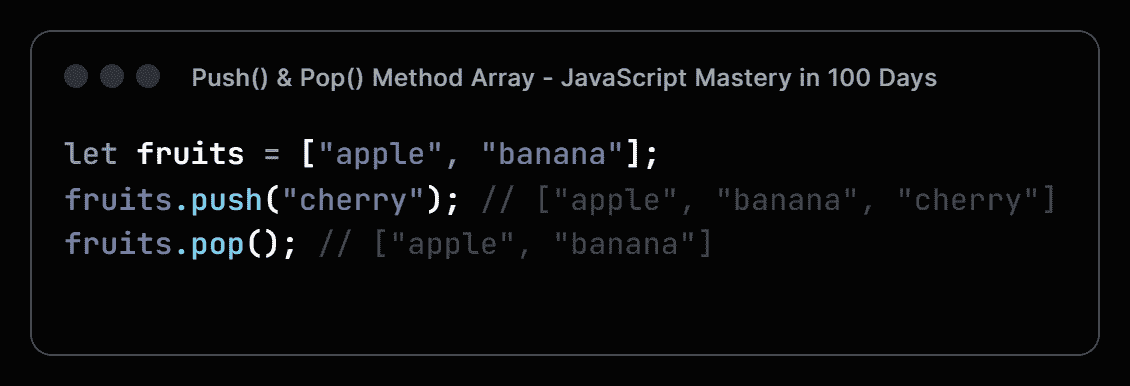 Push() & Pop() Method Array - JavaScript Mastery in 100 Days
let fruits = ["apple", "banana"];
fruits.push("cherry"); // ["apple", "banana", "cherry"]
fruits.pop(); // ["apple", "banana"]